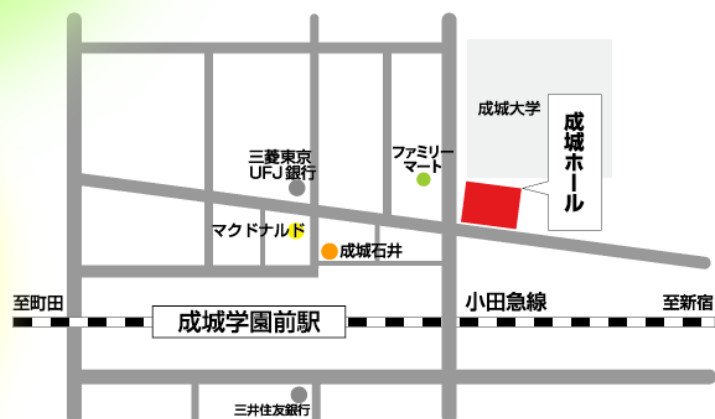 成城大学
成城ホール
三菱東京
UFJ銀行
ファミリー
マート
マクドナルド
成城石井
至町田
小田急線
至新宿
成城学園前駅
三井住友銀行